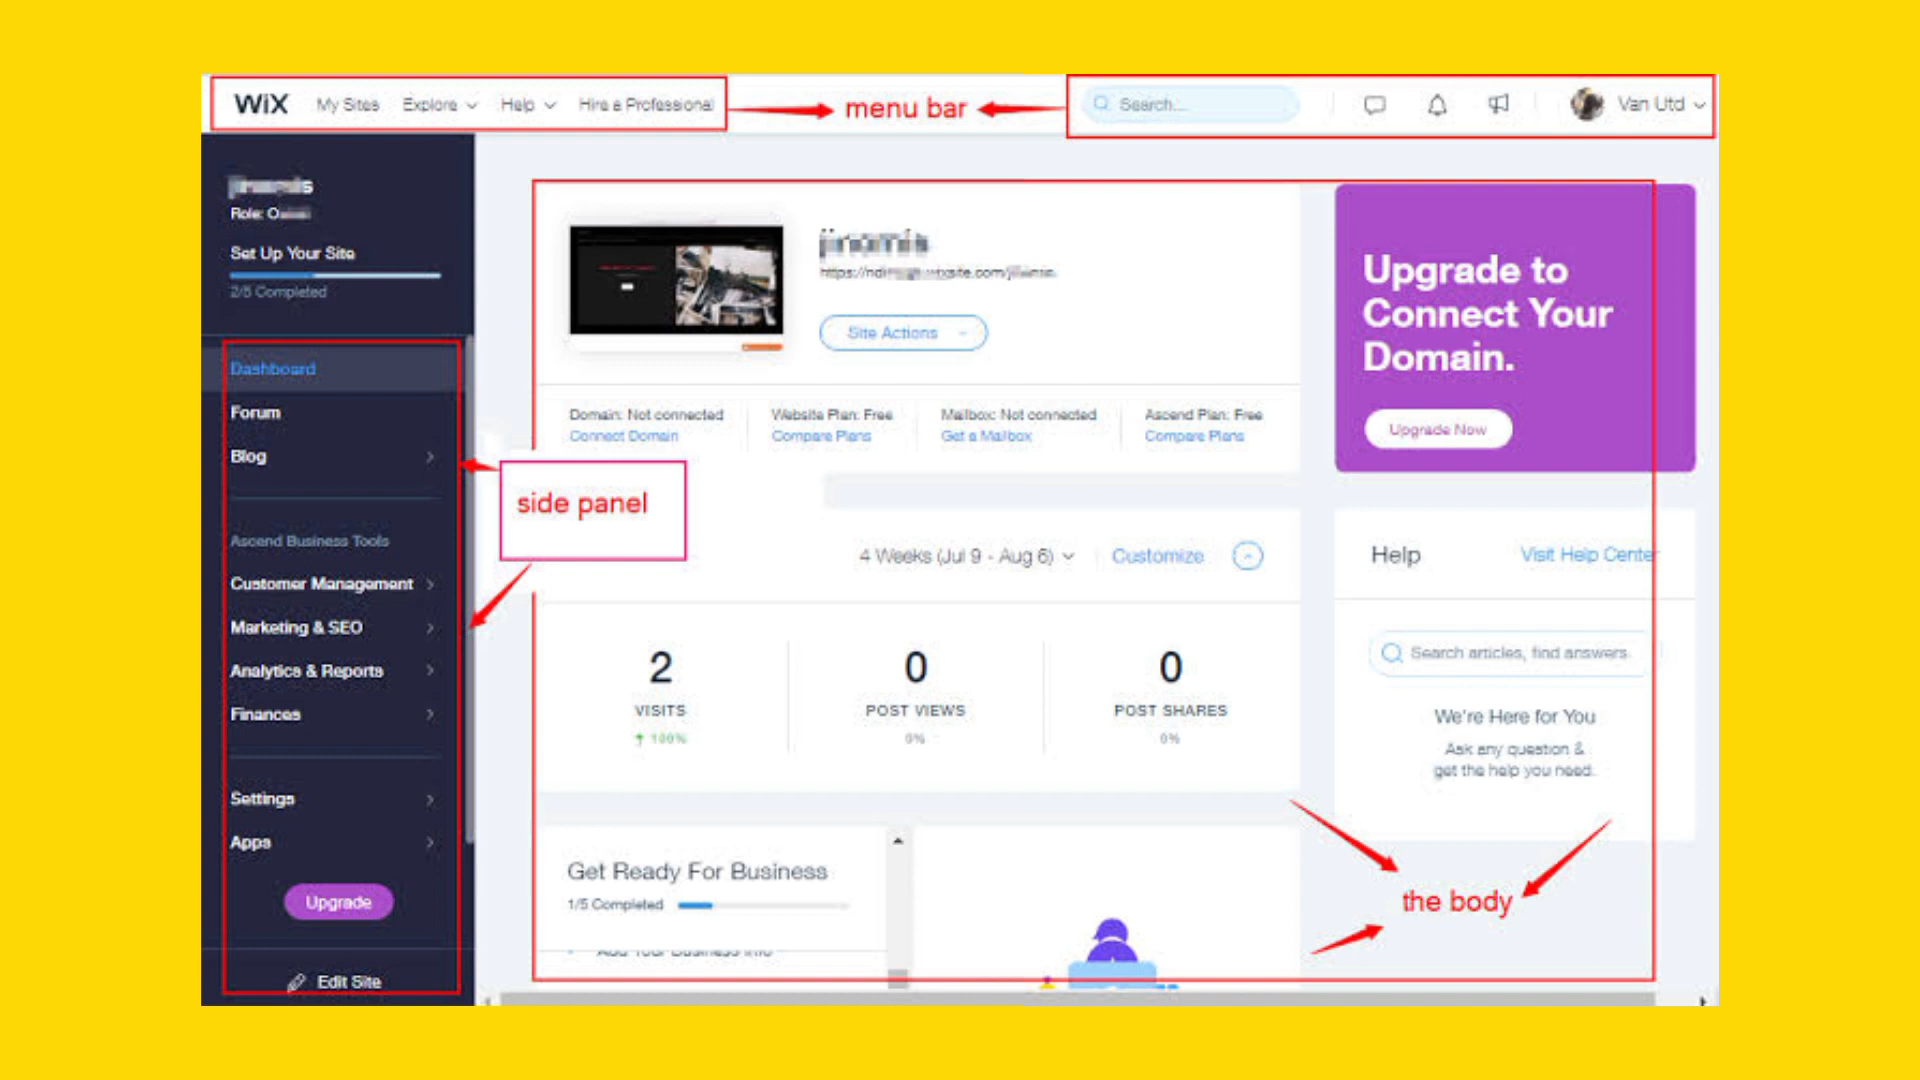 WiX My Sites Explore Help Hire a Professional
menu bar
Search...
Van Utd
Role:
Set Up Your Site
2/5 Completed
Dashboard
Forum
Blog
Ascend Business Tools
Customer Management
Marketing & SEO
Analytics & Reports
Finances
Settings
Apps
Upgrade
Edit Site
side panel
Site Actions
Domain: Not connected
Connect Domain
Website Plan: Free
Compare Plans
Mailbox: Not connected
Get a Mailbox
Ascend Plan: Free
Compare Plans
4 Weeks (Jul 9 - Aug 6) Customize
2
VISITS
100%
0
POST VIEWS
0%
0
POST SHARES
0%
Get Ready For Business
1/5 Completed
Add Your Business Info
Upgrade to
Connect Your
Domain.
Upgrade Now
Help Visit Help Center
Search articles, find answers
We're Here for You
Ask any question &
get the help you need.
the body